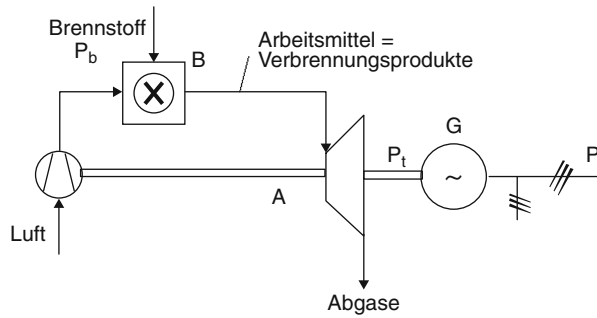 Brennstoff
P_b
B
Arbeitsmittel =
Verbrennungsprodukte
G
P_t
~
P
A
Luft
Abgase